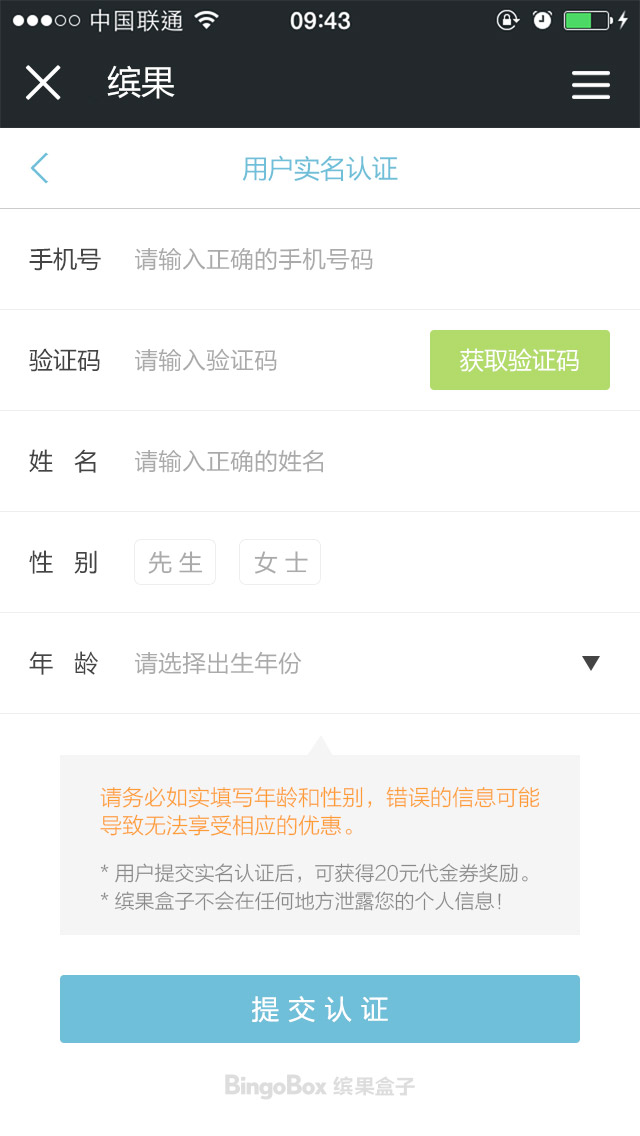 中国联通 09:43
缤果
用户实名认证
手机号 请输入正确的手机号码
验证码 请输入验证码 获取验证码
姓 名 请输入正确的姓名
性 别 先生 女士
年 龄 请选择出生年份
请务必如实填写年龄和性别，错误的信息可能
导致无法享受相应的优惠。
* 用户提交实名认证后，可获得20元代金券奖励。
* 缤果盒子不会在任何地方泄露您的个人信息！
提交认证
BingoBox 缤果盒子